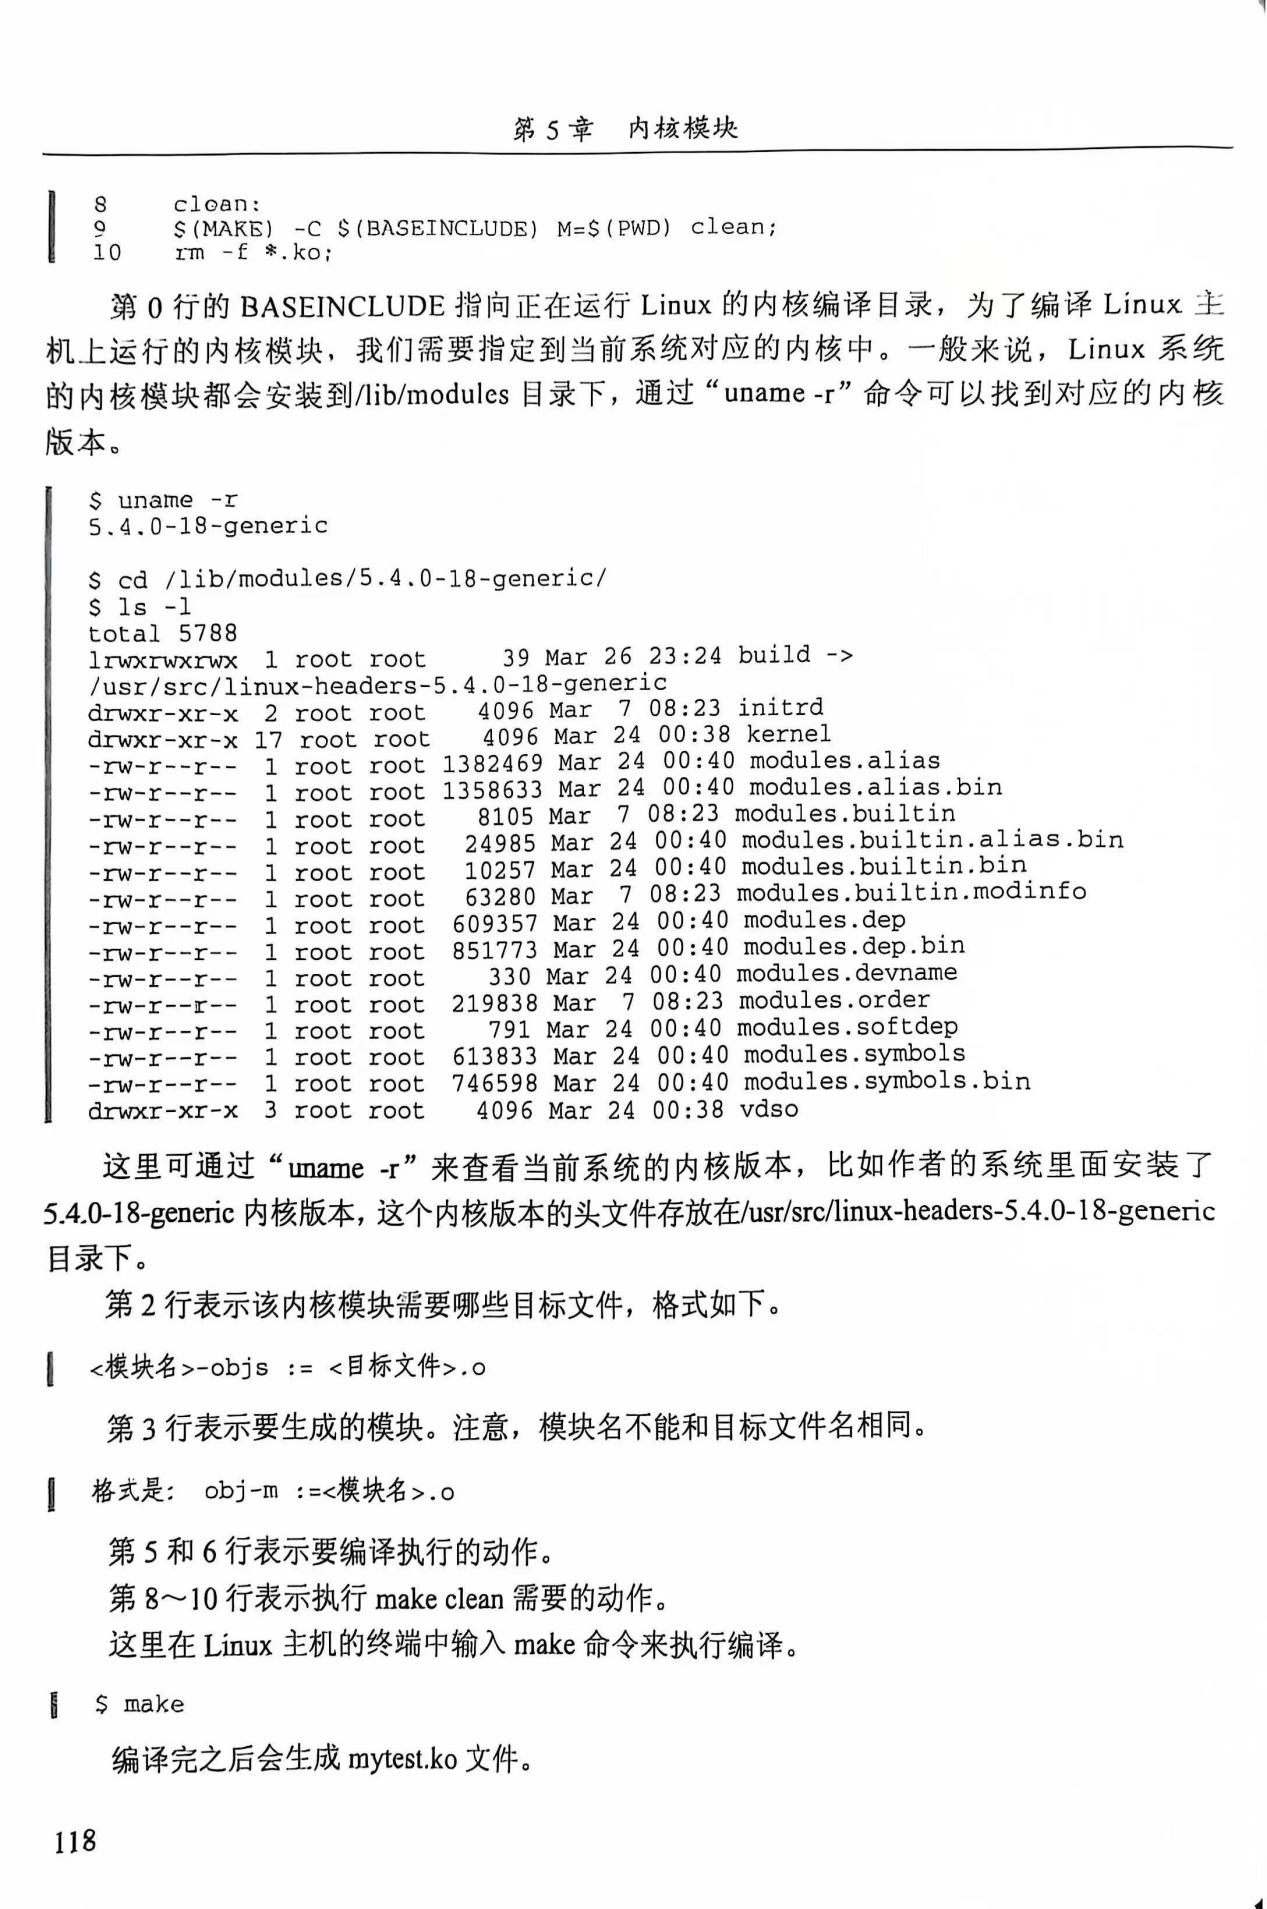 第 5 章 内核模块
8 clean:
9 $(MAKE) -C $(BASEINCLUDE) M=$(PWD) clean;
10 rm -f *.ko;
第 0 行的 BASEINCLUDE 指向正在运行 Linux 的内核编译目录，为了编译 Linux 主
机上运行的内核模块，我们需要指定到当前系统对应的内核中。一般来说，Linux 系统
的内核模块都会安装到/lib/modules 目录下，通过“uname -r”命令可以找到对应的内核
版本。
$ uname -r
5.4.0-18-generic
$ cd /lib/modules/5.4.0-18-generic/
$ ls -l
total 5788
lrwxrwxrwx 1 root root 39 Mar 26 23:24 build ->
/usr/src/linux-headers-5.4.0-18-generic
drwxr-xr-x 2 root root 4096 Mar 7 08:23 initrd
drwxr-xr-x 17 root root 4096 Mar 24 00:38 kernel
-rw-r--r-- 1 root root 1382469 Mar 24 00:40 modules.alias
-rw-r--r-- 1 root root 1358633 Mar 24 00:40 modules.alias.bin
-rw-r--r-- 1 root root 8105 Mar 7 08:23 modules.builtin
-rw-r--r-- 1 root root 24985 Mar 24 00:40 modules.builtin.alias.bin
-rw-r--r-- 1 root root 10257 Mar 24 00:40 modules.builtin.bin
-rw-r--r-- 1 root root 63280 Mar 7 08:23 modules.builtin.modinfo
-rw-r--r-- 1 root root 609357 Mar 24 00:40 modules.dep
-rw-r--r-- 1 root root 851773 Mar 24 00:40 modules.dep.bin
-rw-r--r-- 1 root root 330 Mar 24 00:40 modules.devname
-rw-r--r-- 1 root root 219838 Mar 7 08:23 modules.order
-rw-r--r-- 1 root root 791 Mar 24 00:40 modules.softdep
-rw-r--r-- 1 root root 613833 Mar 24 00:40 modules.symbols
-rw-r--r-- 1 root root 746598 Mar 24 00:40 modules.symbols.bin
drwxr-xr-x 3 root root 4096 Mar 24 00:38 vdso
这里可通过“uname -r”来查看当前系统的内核版本，比如作者的系统里面安装了
5.4.0-18-generic 内核版本，这个内核版本的头文件存放在/usr/src/linux-headers-5.4.0-18-generic
目录下。
第 2 行表示该内核模块需要哪些目标文件，格式如下。
<模块名>-objs := <目标文件>.o
第 3 行表示要生成的模块。注意，模块名不能和目标文件名相同。
格式是： obj-m :=<模块名>.o
第 5 和 6 行表示要编译执行的动作。
第 8～10 行表示执行 make clean 需要的动作。
这里在 Linux 主机的终端中输入 make 命令来执行编译。
$ make
编译完之后会生成 mytest.ko 文件。
118